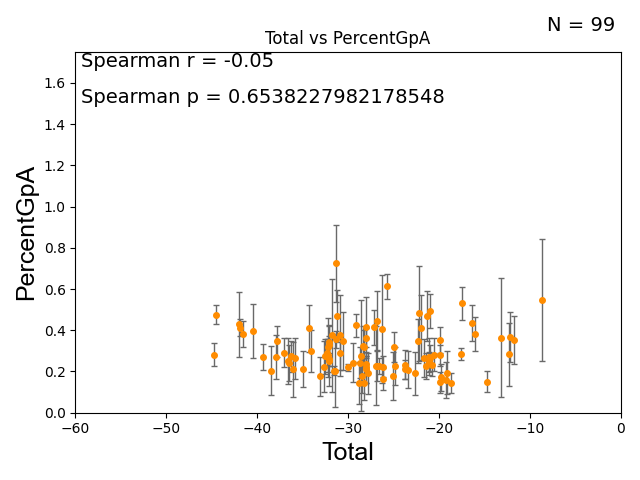 N = 99
Total vs PercentGpA
Spearman r = -0.05
Spearman p = 0.6538227982178548
1.6
1.4
1.2
1.0
0.8
0.6
0.4
0.2
0.0
PercentGpA
−60 −50 −40 −30 −20 −10 0
Total